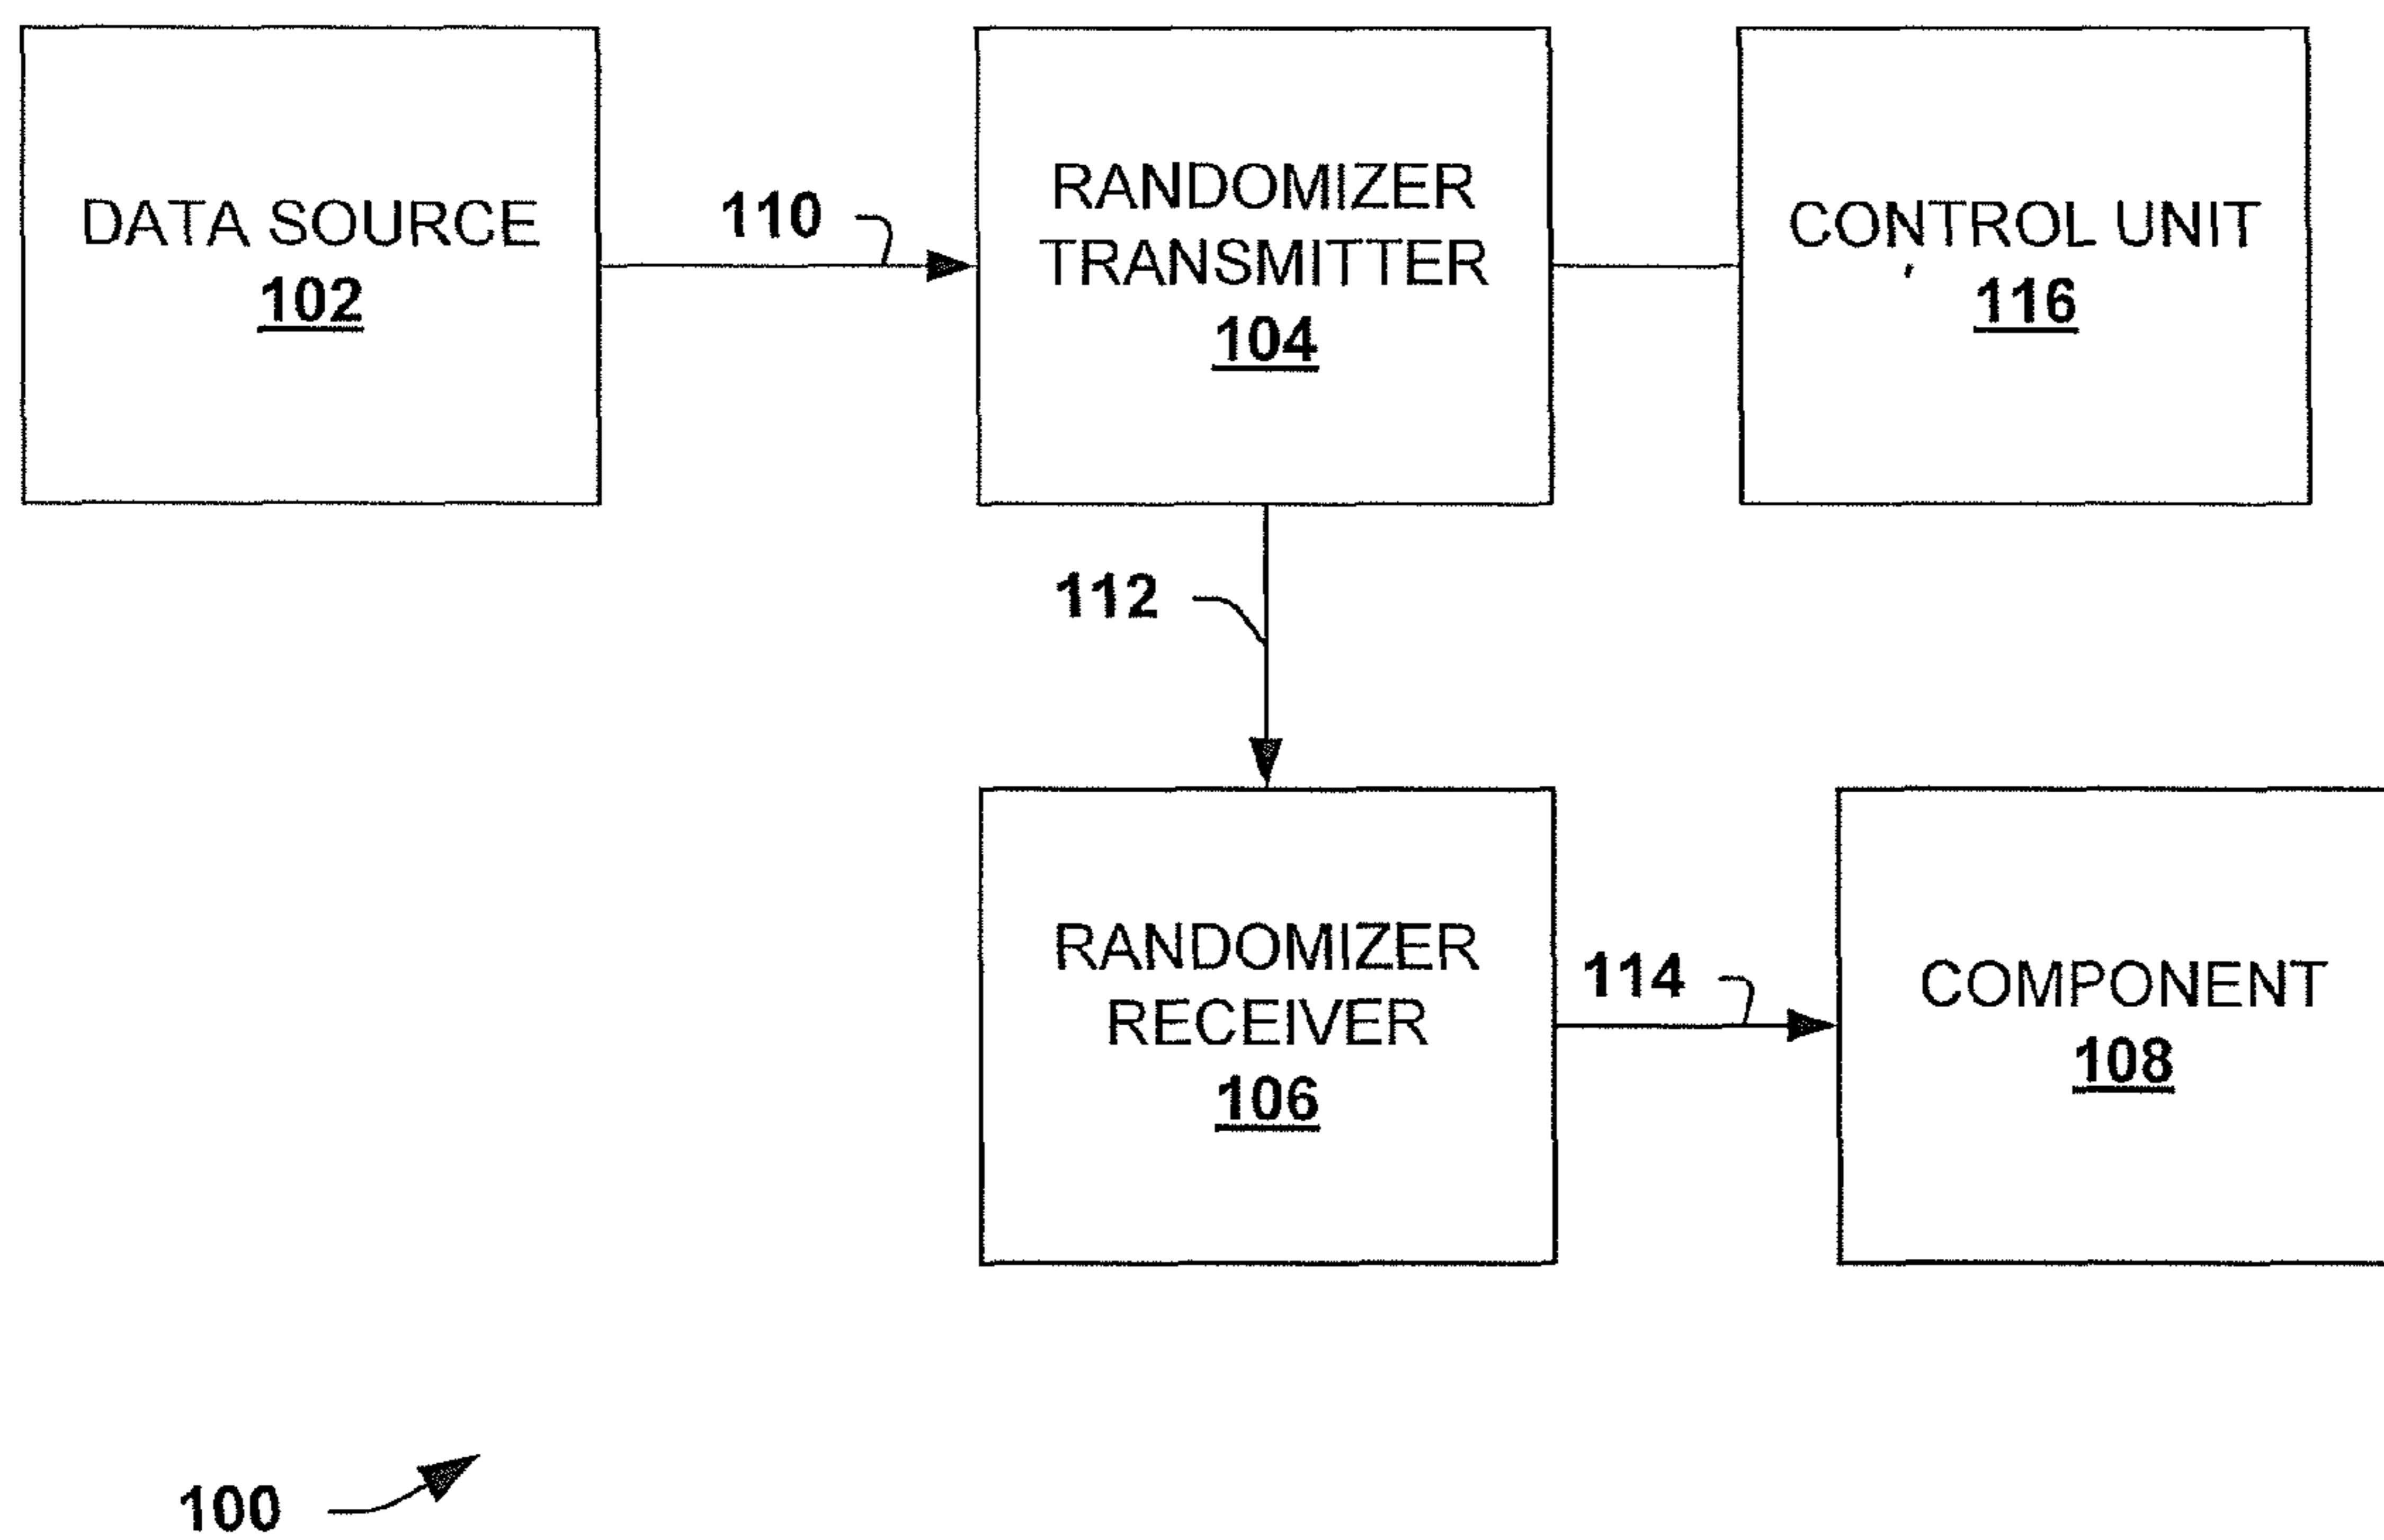 DATA SOURCE
102
110
RANDOMIZER
TRANSMITTER
104
CONTROL UNIT
116
112
RANDOMIZER
RECEIVER
106
114
COMPONENT
108
100